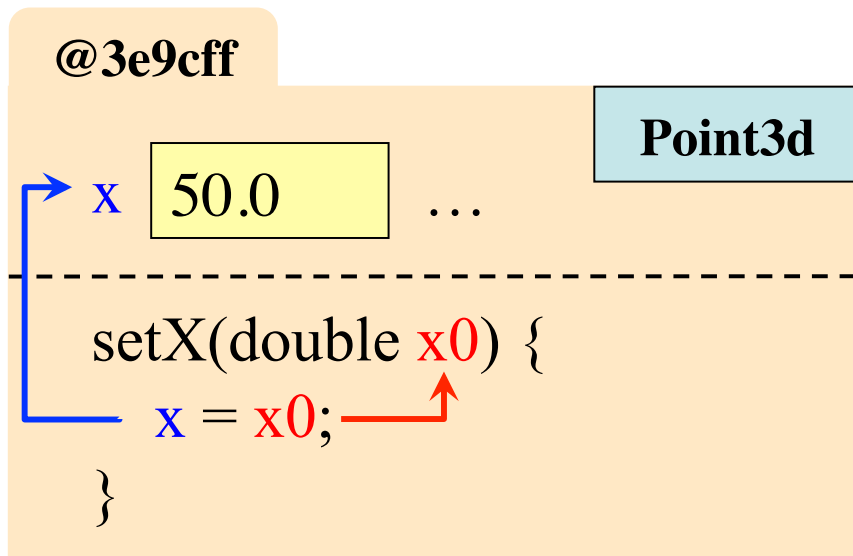 @3e9cff
Point3d
x 50.0 …
setX(double x0) {
x = x0;
}